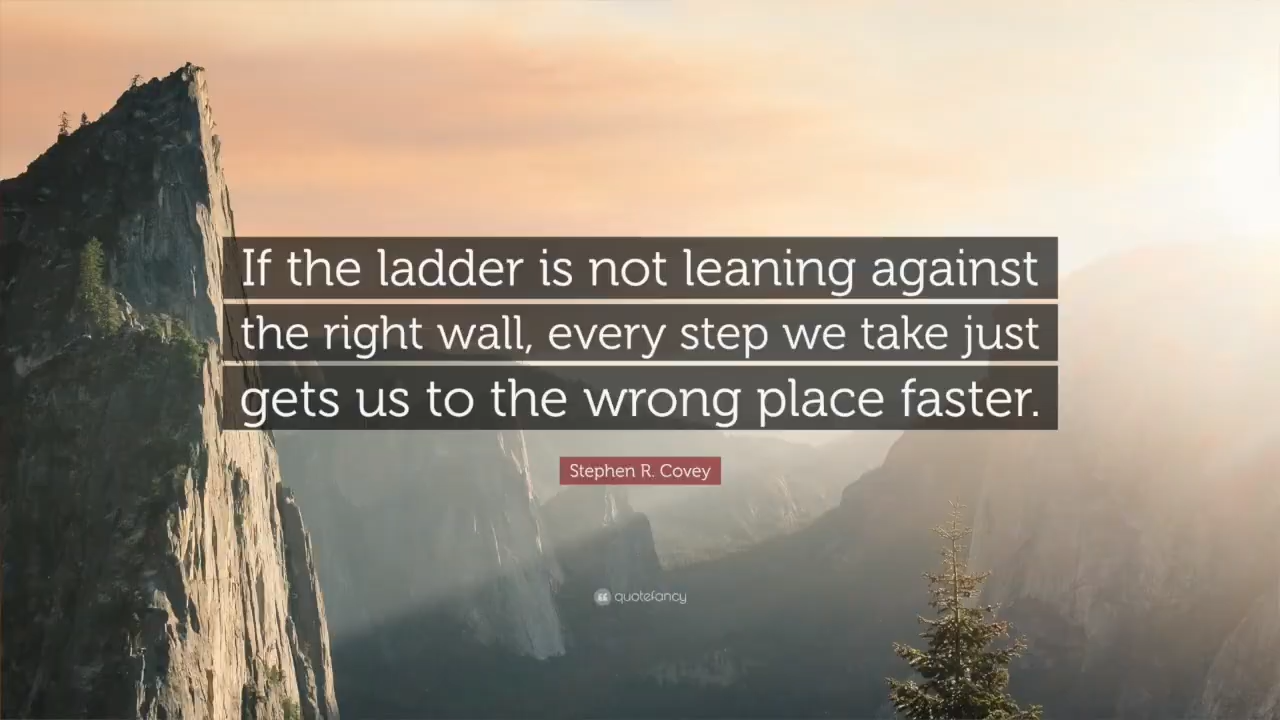 If the ladder is not leaning against
the right wall, every step we take just
gets us to the wrong place faster.
Stephen R. Covey
quotefancy